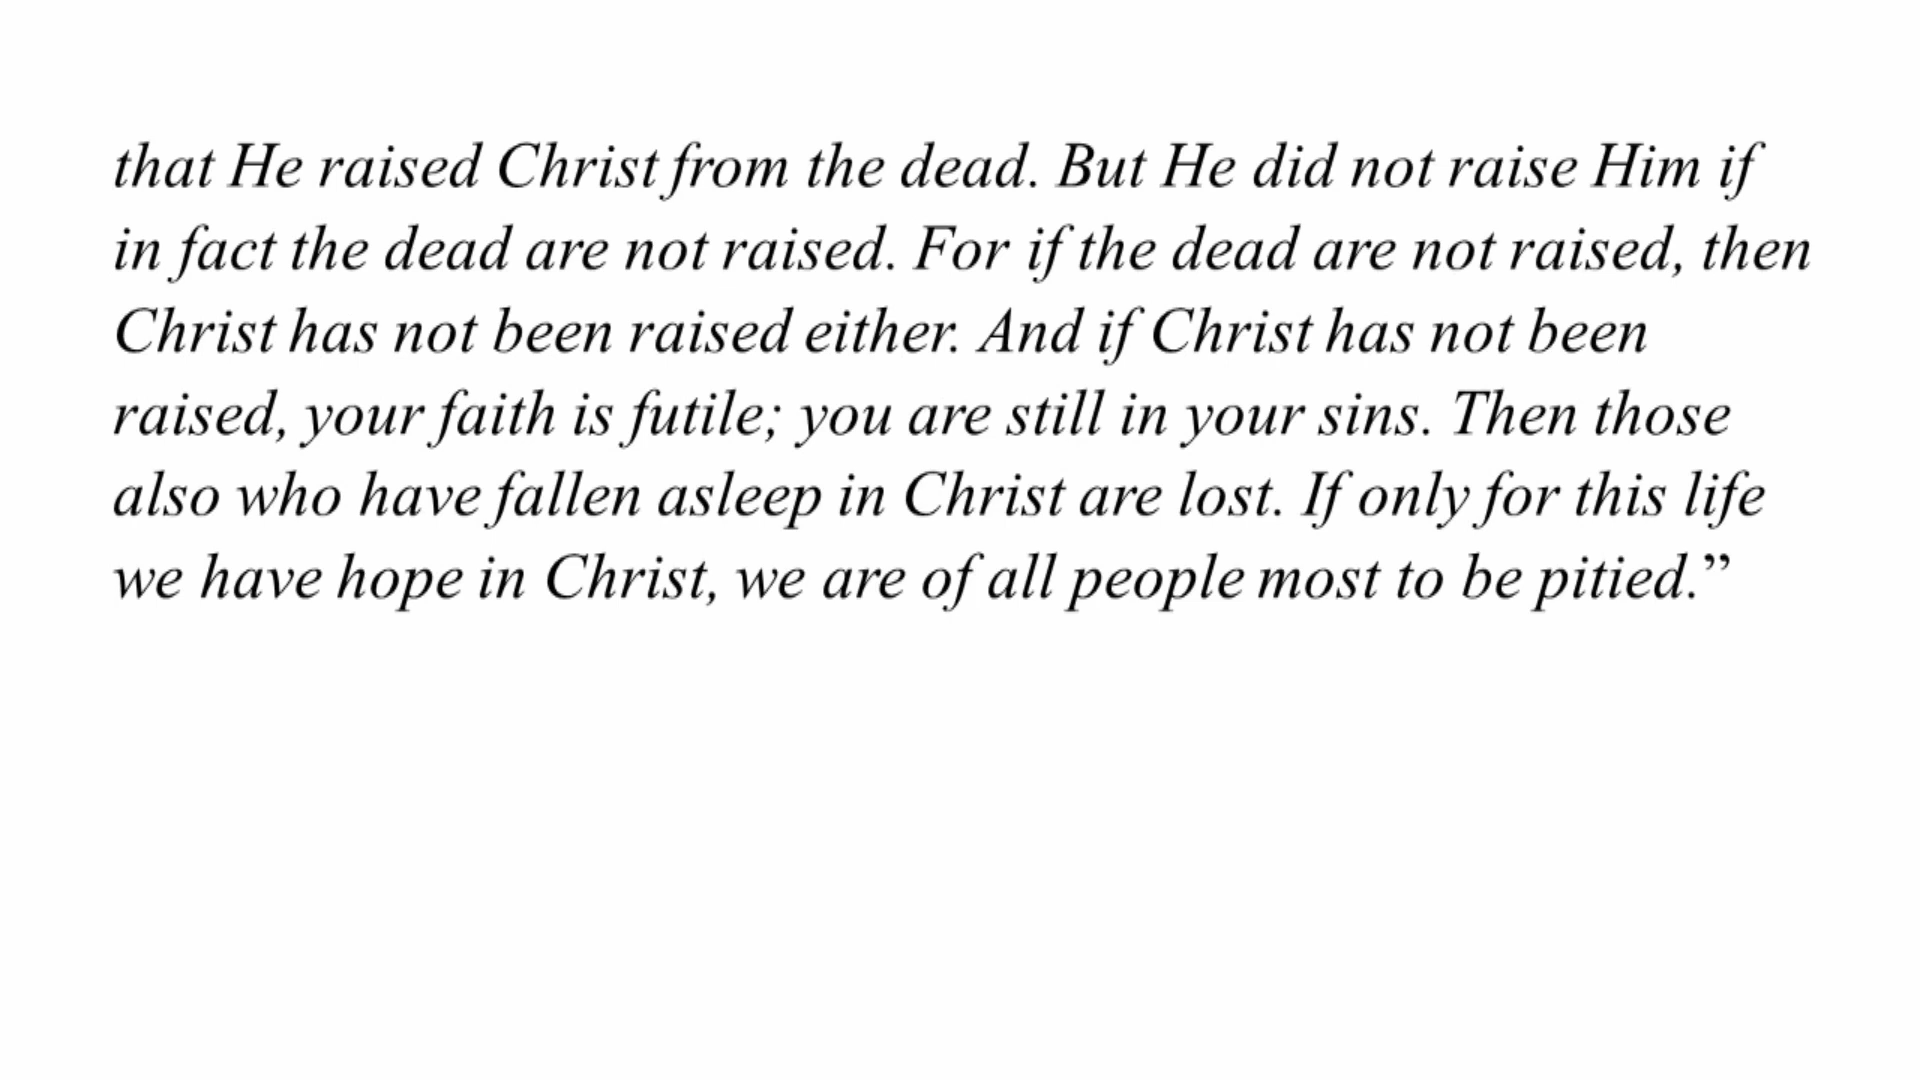 that He raised Christ from the dead. But He did not raise Him if
in fact the dead are not raised. For if the dead are not raised, then
Christ has not been raised either. And if Christ has not been
raised, your faith is futile; you are still in your sins. Then those
also who have fallen asleep in Christ are lost. If only for this life
we have hope in Christ, we are of all people most to be pitied.”